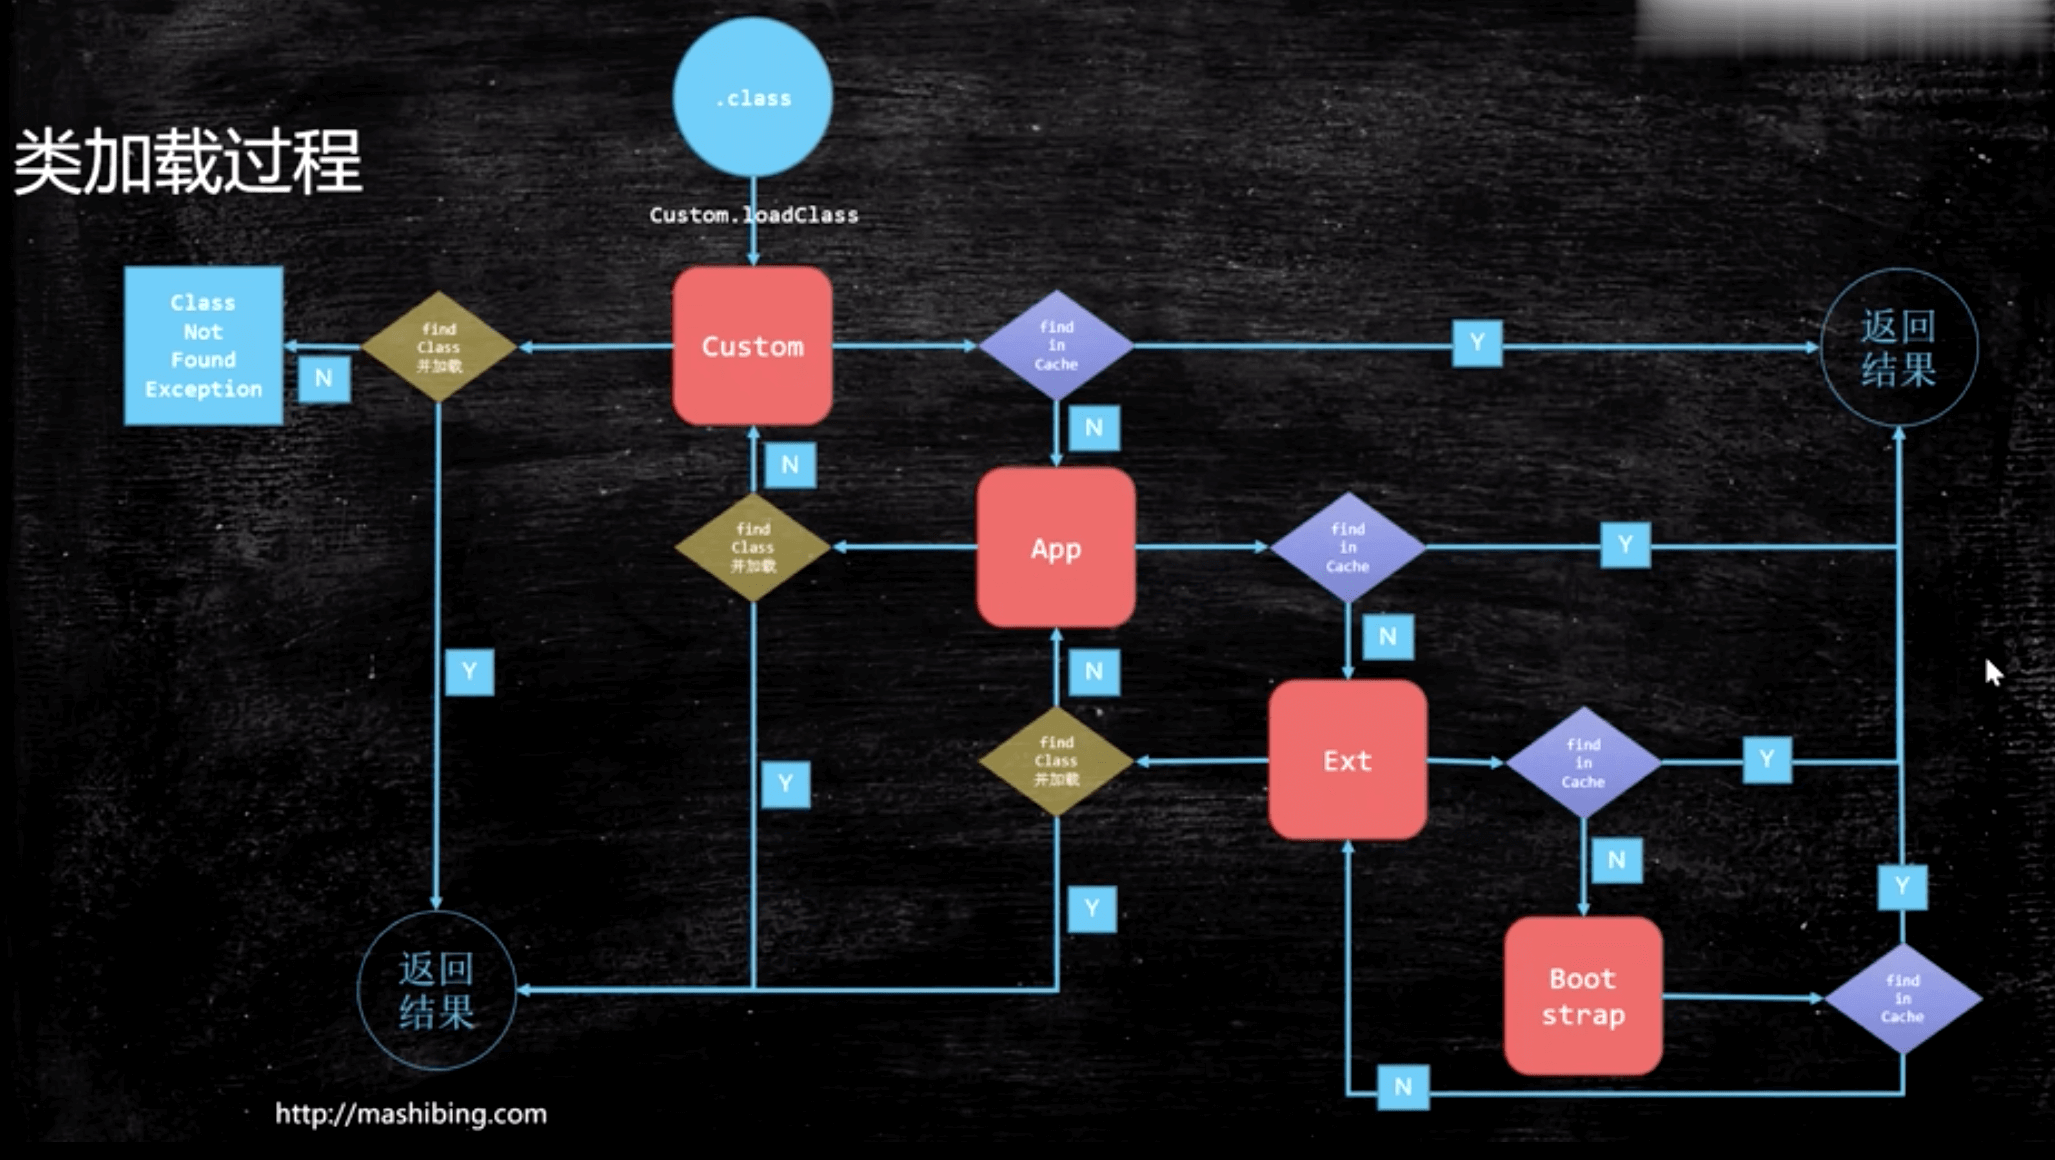 .class
类加载过程
Custom.loadClass
Class
Not
Found
Exception
N
find
Class
并加载
Custom
find
in
Cache
Y
返回
结果
N
N
find
Class
并加载
App
find
in
Cache
Y
N
Y
N
find
Class
并加载
Ext
find
in
Cache
Y
Y
N
Y
Y
返回
结果
Boot
strap
find
in
Cache
N
http://mashibing.com